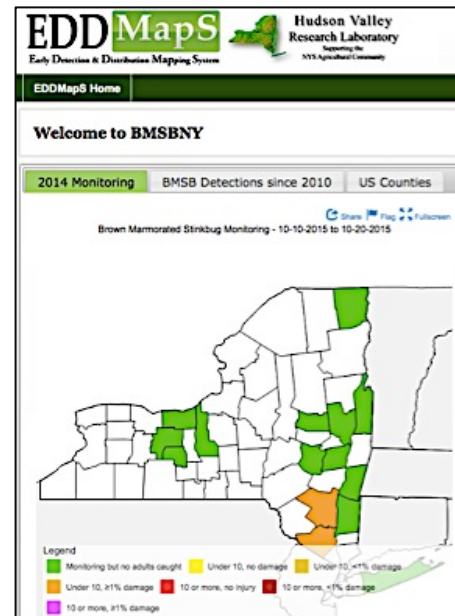 EDD MapS
Early Detection & Distribution Mapping System
Hudson Valley
Research Laboratory
Supporting the
NYS Agricultural Community
EDDMapS Home
Welcome to BMSBNY
2014 Monitoring
BMSB Detections since 2010
US Counties
Share Flag Fullscreen
Brown Marmorated Stinkbug Monitoring - 10-10-2015 to 10-20-2015
Legend
Monitoring but no adults caught
Under 10, no damage
Under 10, <1% damage
Under 10, ≥1% damage
10 or more, no injury
10 or more, <1% damage
10 or more, ≥1% damage